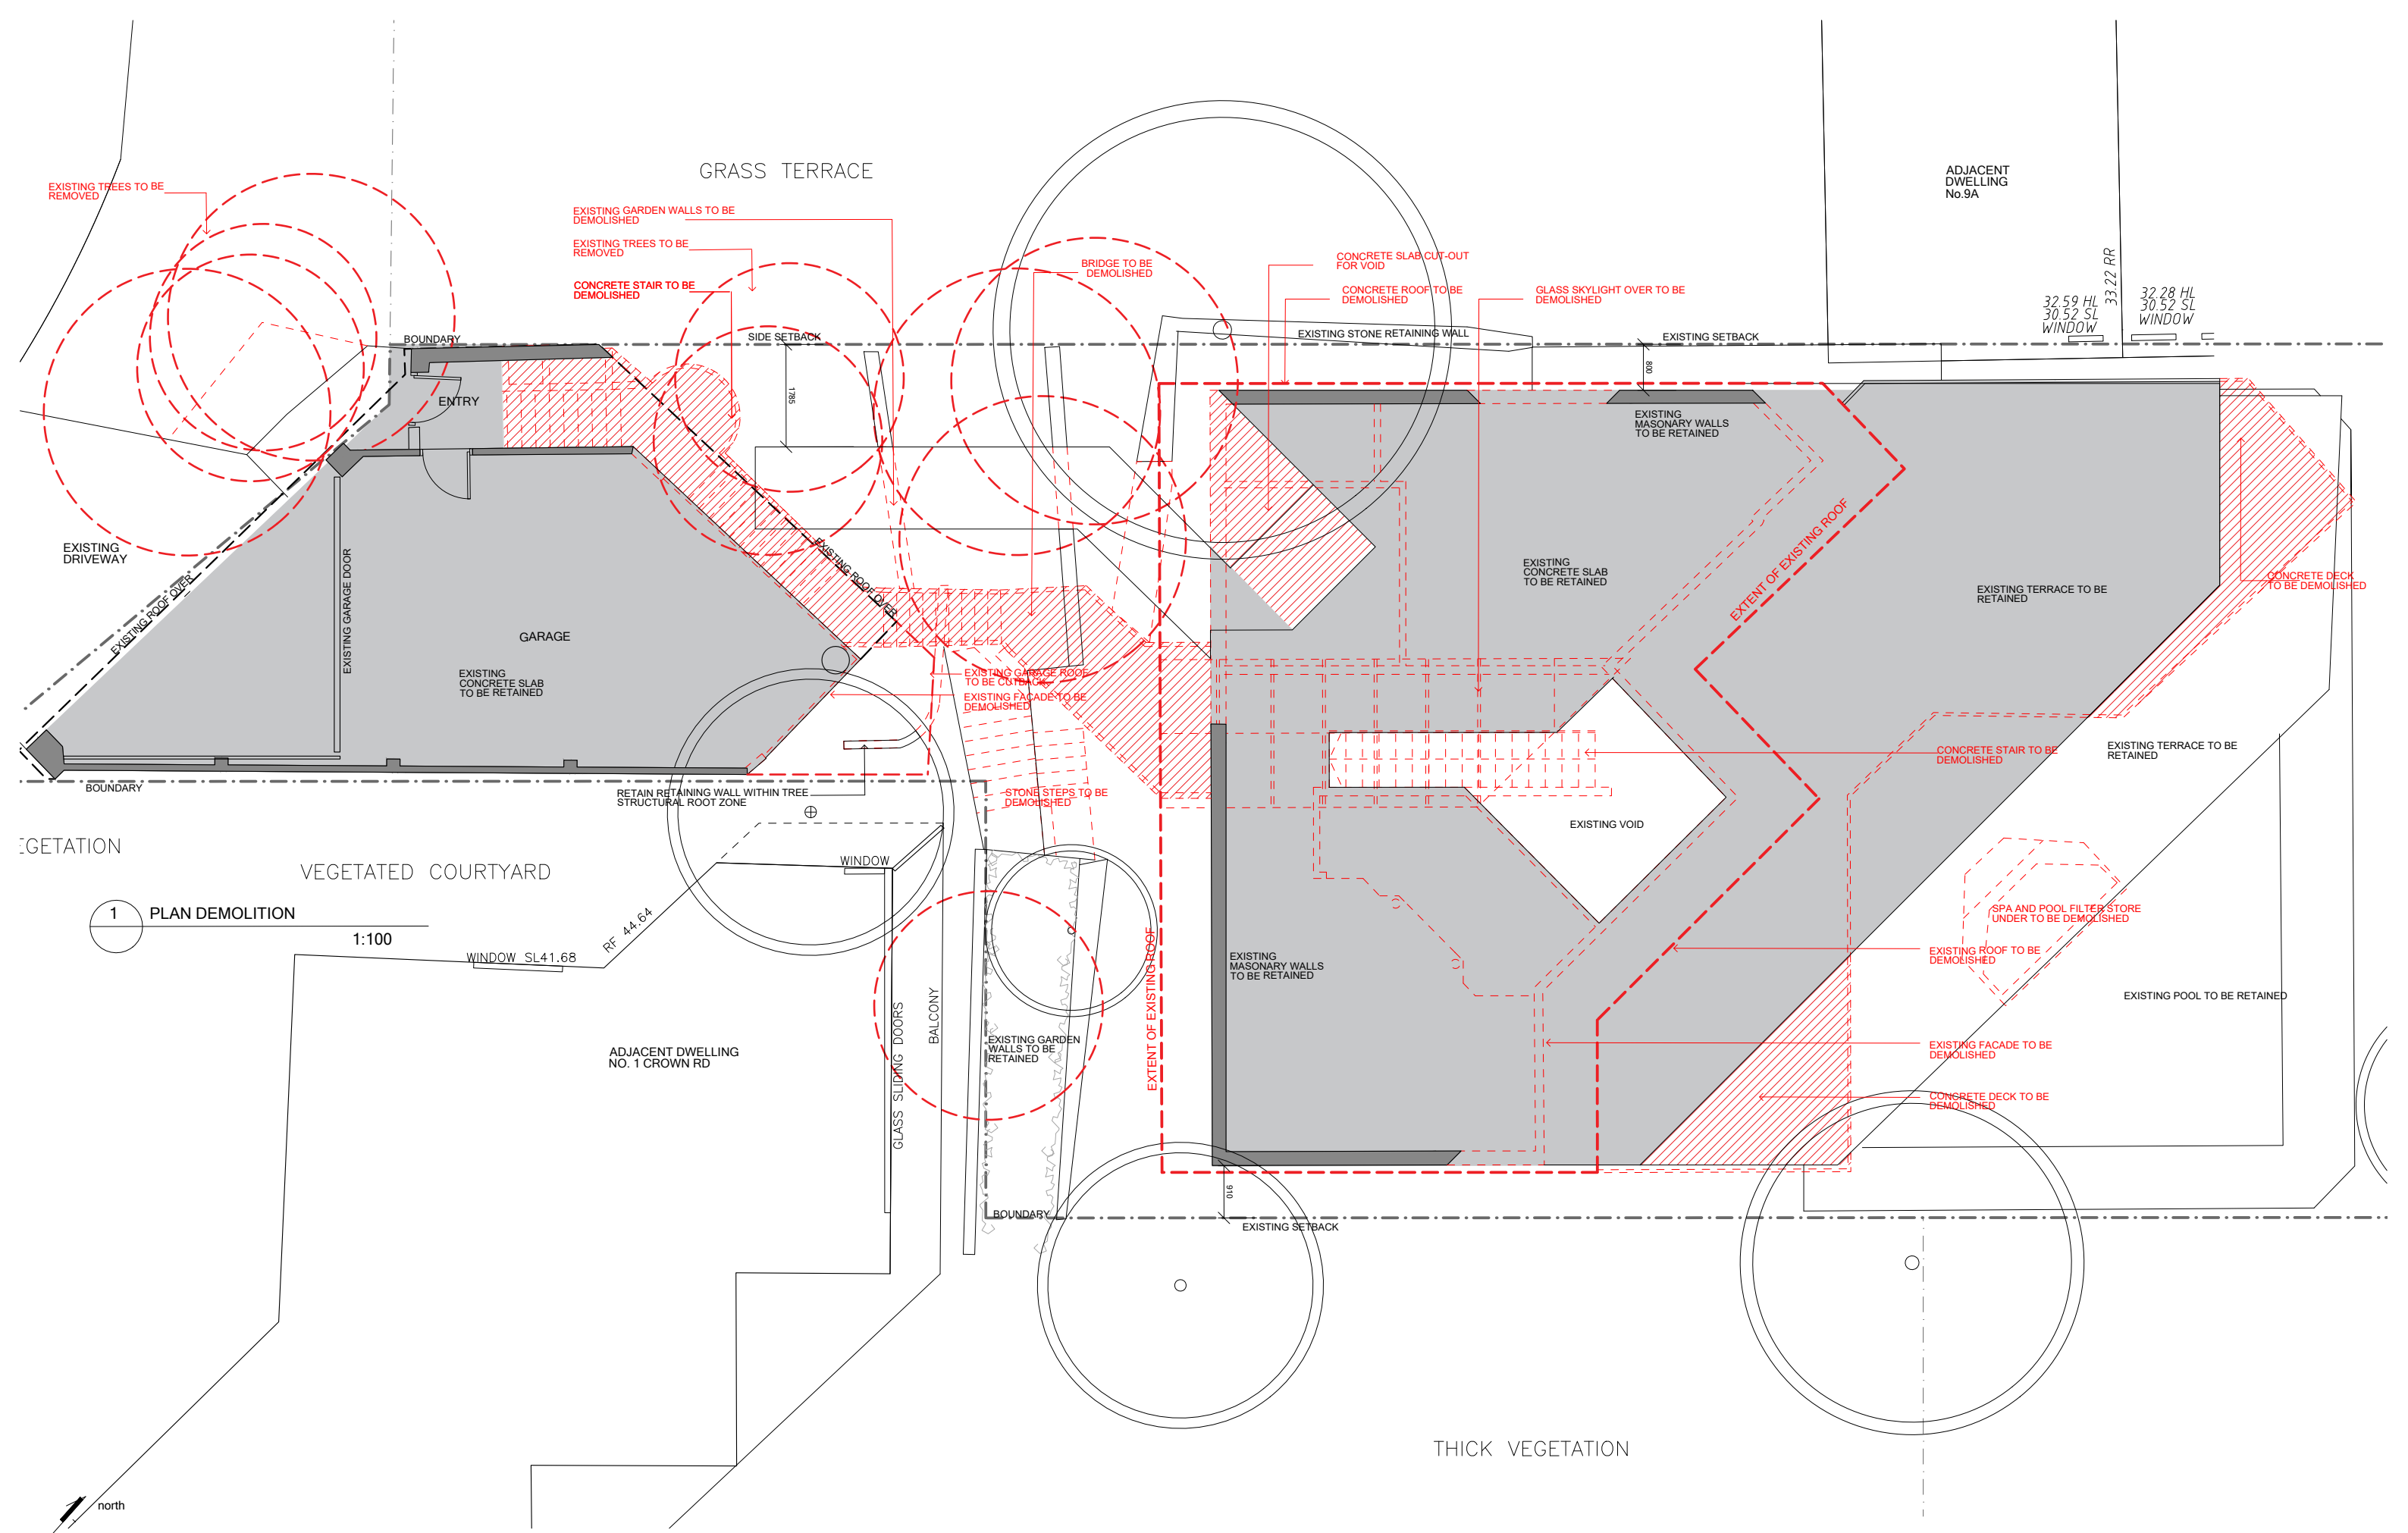 GRASS TERRACE
EXISTING TREES TO BE
REMOVED
EXISTING GARDEN WALLS TO BE
DEMOLISHED
EXISTING TREES TO BE
REMOVED
CONCRETE STAIR TO BE
DEMOLISHED
BRIDGE TO BE
DEMOLISHED
CONCRETE SLAB CUT-OUT
FOR VOID
CONCRETE ROOF TO BE
DEMOLISHED
GLASS SKYLIGHT OVER TO BE
DEMOLISHED
ADJACENT
DWELLING
No.9A
33.22 RR
32.59 HL
30.52 SL
WINDOW
32.28 HL
30.52 SL
WINDOW
BOUNDARY
SIDE SETBACK
1785
EXISTING STONE RETAINING WALL
EXISTING SETBACK
800
ENTRY
EXISTING
MASONARY WALLS
TO BE RETAINED
EXISTING
DRIVEWAY
EXISTING ROOF OVER
EXISTING GARAGE DOOR
EXISTING ROOF OVER
GARAGE
EXISTING
CONCRETE SLAB
TO BE RETAINED
EXISTING
CONCRETE SLAB
TO BE RETAINED
EXTENT OF EXISTING ROOF
EXISTING TERRACE TO BE
RETAINED
CONCRETE DECK
TO BE DEMOLISHED
EXISTING GARAGE ROOF
TO BE CUTBACK
EXISTING FACADE TO BE
DEMOLISHED
CONCRETE STAIR TO BE
DEMOLISHED
EXISTING TERRACE TO BE
RETAINED
BOUNDARY
RETAIN RETAINING WALL WITHIN TREE
STRUCTURAL ROOT ZONE
STONE STEPS TO BE
DEMOLISHED
EXISTING VOID
EGETATION
VEGETATED COURTYARD
WINDOW
1
PLAN DEMOLITION
1:100
RF 44.64
WINDOW SL41.68
SPA AND POOL FILTER STORE
UNDER TO BE DEMOLISHED
EXISTING ROOF TO BE
DEMOLISHED
EXISTING
MASONARY WALLS
TO BE RETAINED
EXTENT OF EXISTING ROOF
EXISTING POOL TO BE RETAINED
GLASS SLIDING DOORS
BALCONY
EXISTING GARDEN
WALLS TO BE
RETAINED
ADJACENT DWELLING
NO. 1 CROWN RD
EXISTING FACADE TO BE
DEMOLISHED
CONCRETE DECK TO BE
DEMOLISHED
910
BOUNDARY
EXISTING SETBACK
THICK VEGETATION
north